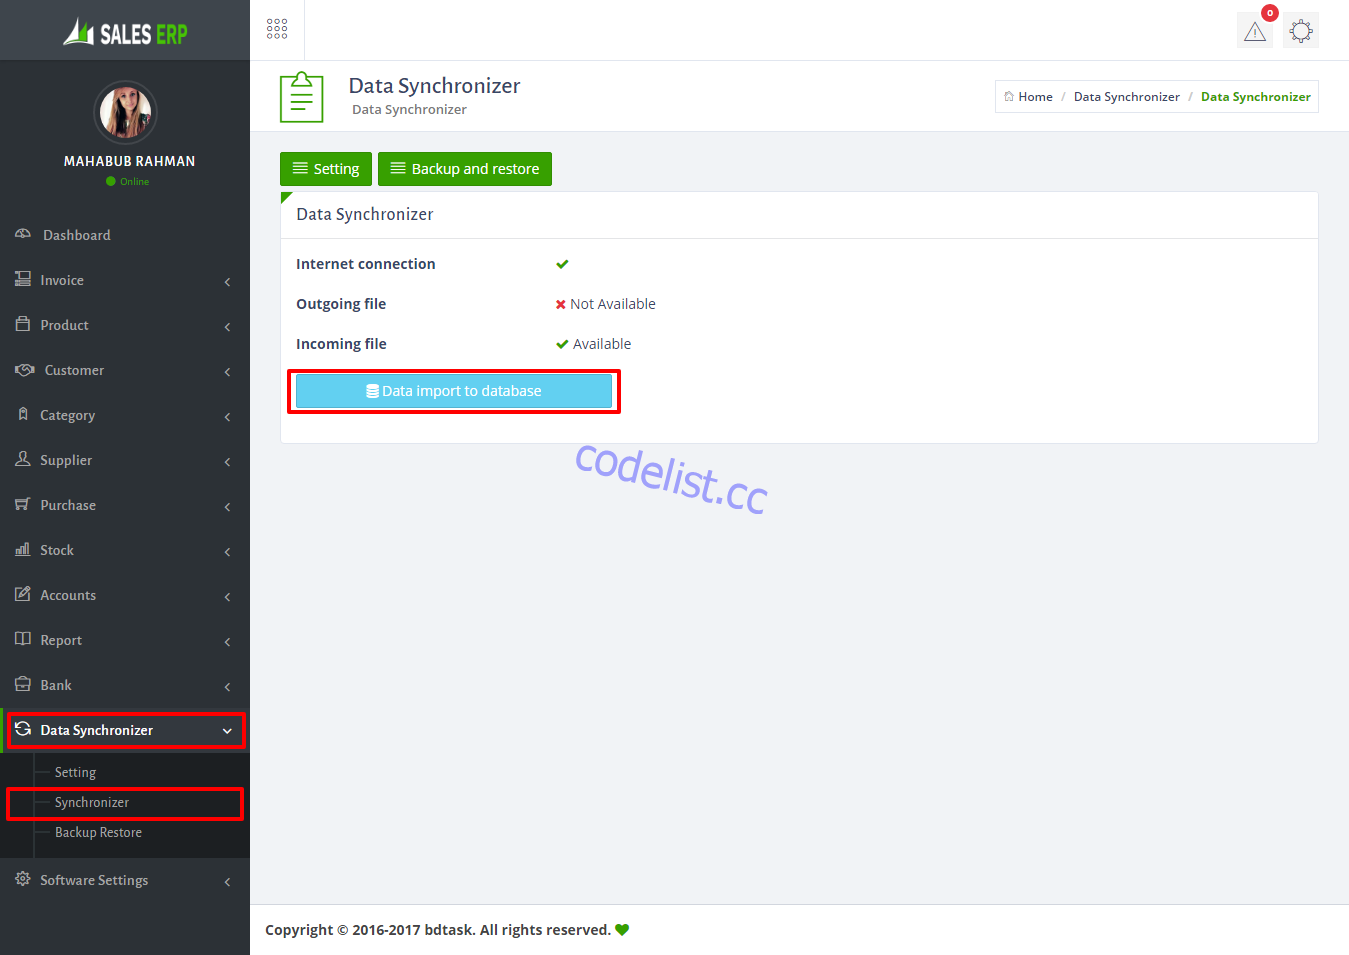 SALES ERP
0
MAHABUB RAHMAN
Online
Dashboard
Invoice
Product
Customer
Category
Supplier
Purchase
Stock
Accounts
Report
Bank
Data Synchronizer
Setting
Synchronizer
Backup Restore
Software Settings
Data Synchronizer
Data Synchronizer
Home / Data Synchronizer / Data Synchronizer
Setting
Backup and restore
Data Synchronizer
Internet connection
Outgoing file Not Available
Incoming file Available
Data import to database
codelist.cc
Copyright © 2016-2017 bdtask. All rights reserved.